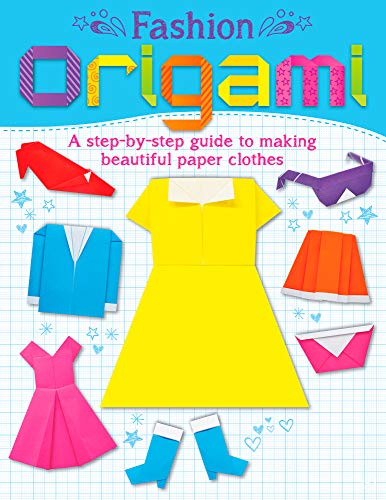 Fashion
Origami
A step-by-step guide to making
beautiful paper clothes